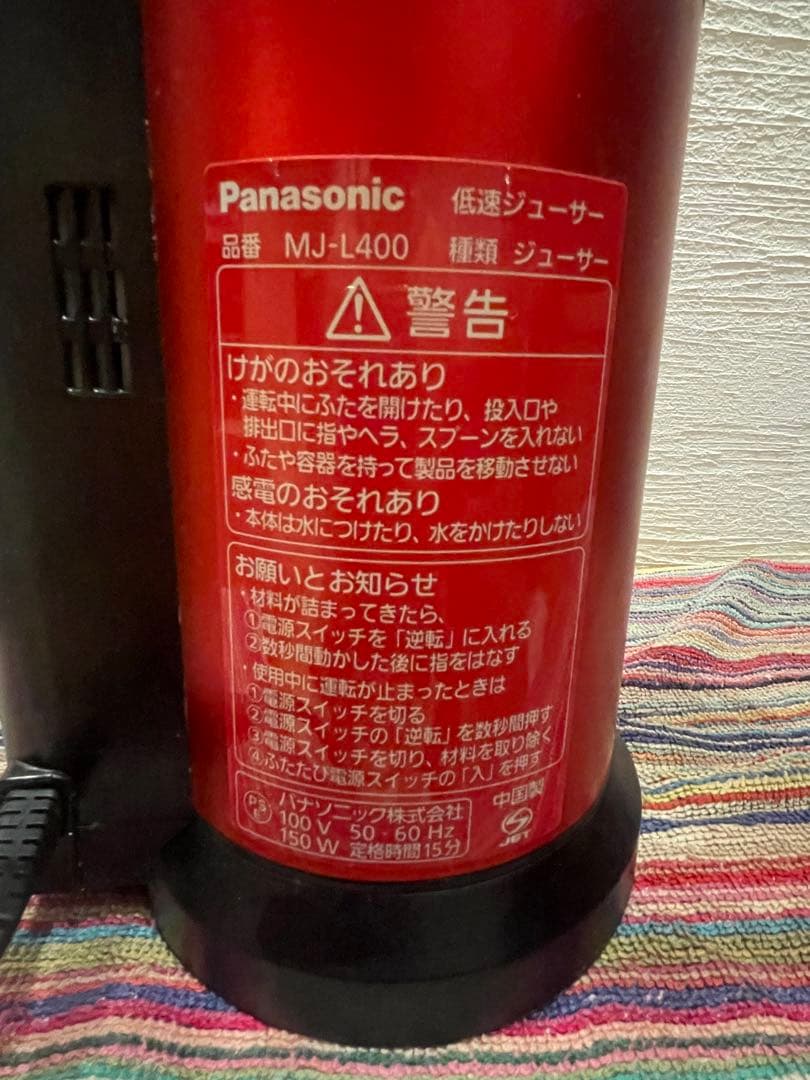 Panasonic 低速ジューサー
品番 MJ-L400 種類 ジューサー
警告
けがのおそれあり
・運転中にふたを開けたり、投入口や
排出口に指やヘラ、スプーンを入れない
・ふたや容器を持って製品を移動させない
感電のおそれあり
・本体は水につけたり、水をかけたりしない
お願いとお知らせ
・材料が詰まってきたら、
①電源スイッチを「逆転」に入れる
②数秒間動かした後に指をはなす
・使用中に運転が止まったときは
①電源スイッチを切る
②電源スイッチの「逆転」を数秒間押す
③電源スイッチを切り、材料を取り除く
④ふたたび電源スイッチの「入」を押す
PSE パナソニック株式会社 中国製
100V 50-60Hz
150W 定格時間15分
JET